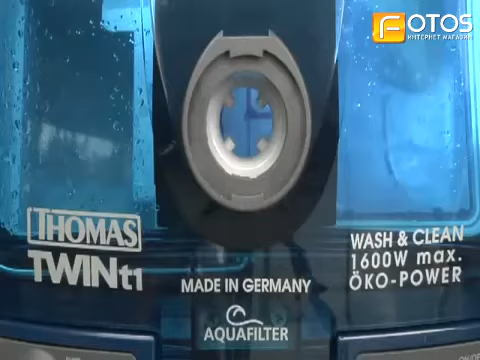 FOTOS
ИНТЕРНЕТ МАГАЗИН
THOMAS
TWINt1
MADE IN GERMANY
AQUAFILTER
WASH & CLEAN
1600W max.
ÖKO-POWER